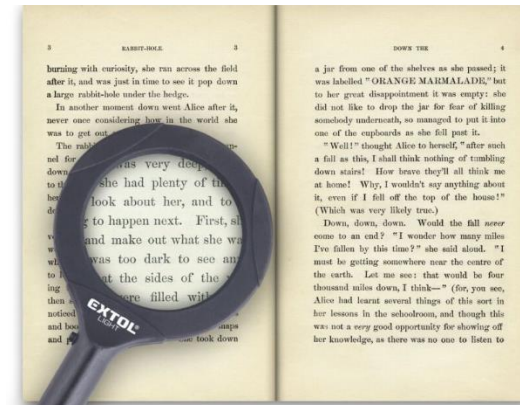 3 RABBIT-HOLE. 3
burning with curiosity, she ran across the field
after it, and was just in time to see it pop down
a large rabbit-hole under the hedge.
In another moment down went Alice after it,
never once considering how in the world she
was to get out
The
nel for
down
was very
she had plenty of
look about her, and to
to happen next. First,
and make out what she
was too dark to see
at the sides of the
were filled with
then
noticed
and
and took down
EXTOL®
LIGHT
DOWN THE 4
a jar from one of the shelves as she passed; it
was labelled "ORANGE MARMALADE," but
to her great disappointment it was empty: she
did not like to drop the jar for fear of killing
somebody underneath, so managed to put it into
one of the cupboards as she fell past it.
"Well!" thought Alice to herself, "after such
a fall as this, I shall think nothing of tumbling
down stairs! How brave they'll all think me
at home! Why, I wouldn't say anything about
it, even if I fell off the top of the house!"
(Which was very likely true.)
Down, down, down. Would the fall never
come to an end? "I wonder how many miles
I've fallen by this time?" she said aloud. "I
must be getting somewhere near the centre of
the earth. Let me see: that would be four
thousand miles down, I think—" (for, you see,
Alice had learnt several things of this sort in
her lessons in the schoolroom, and though this
was not a very good opportunity for showing off
her knowledge, as there was no one to listen to